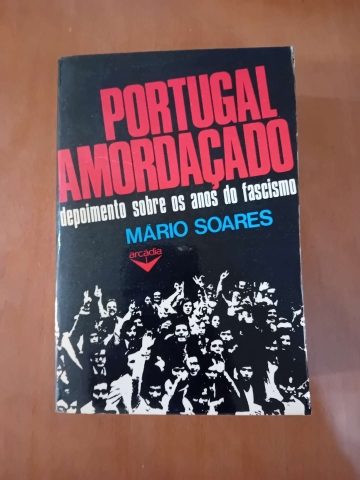 PORTUGAL
AMORDAÇADO
depoimento sobre os anos do fascismo
MÁRIO SOARES
arcádia